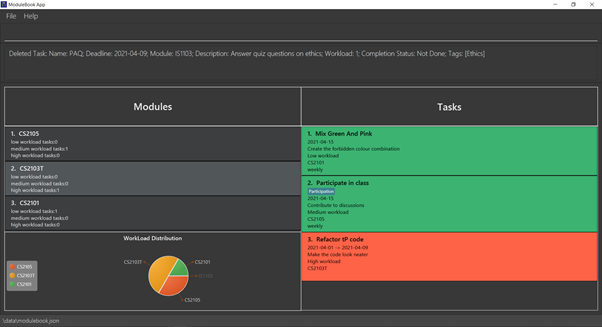 ModuleBook App
File Help
Deleted Task: Name: PAQ; Deadline: 2021-04-09; Module: IS1103; Description: Answer quiz questions on ethics; Workload: 1; Completion Status: Not Done; Tags: [Ethics]
Modules
1. CS2105
low workload tasks:0
medium workload tasks:1
high workload tasks:0
2. CS2103T
low workload tasks:0
medium workload tasks:0
high workload tasks:1
3. CS2101
low workload tasks:1
medium workload tasks:0
high workload tasks:0
WorkLoad Distribution
CS2105
CS2103T
CS2101
CS2103T
CS2101
IS1103
CS2105
Tasks
1. Mix Green And Pink
2021-04-15
Create the forbidden colour combination
Low workload
CS2101
weekly
2. Participate in class
Participation
2021-04-15
Contribute to discussions
Medium workload
CS2105
weekly
3. Refactor tP code
2021-04-01 -> 2021-04-09
Make the code look neater
High workload
CS2103T
\data\modulebook.json